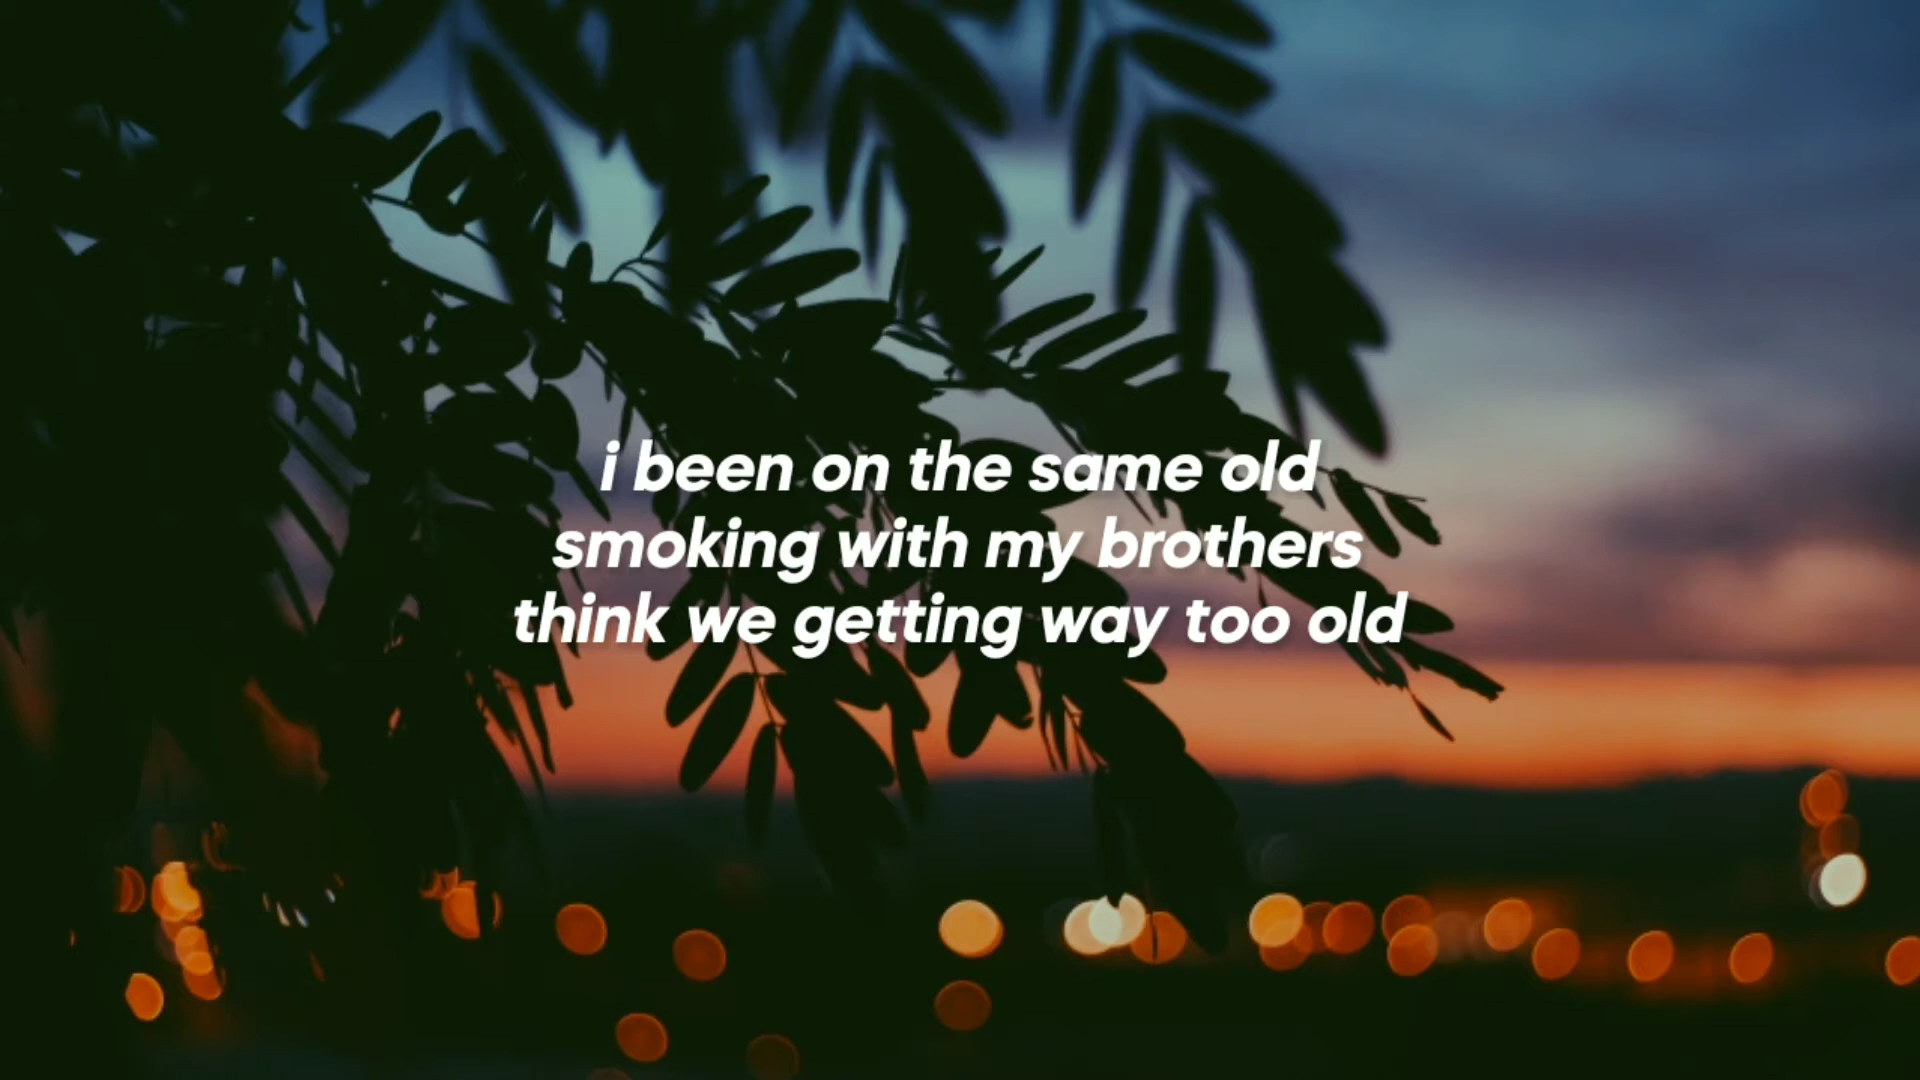 i been on the same old
smoking with my brothers
think we getting way too old